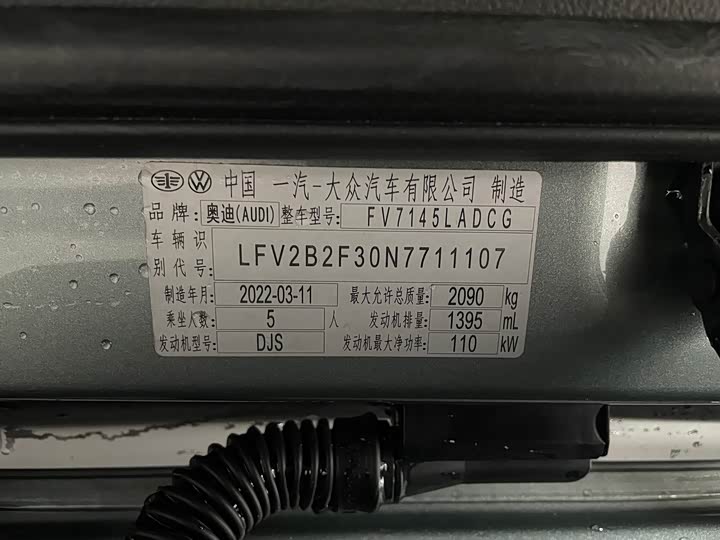 中国 一汽-大众汽车有限公司 制造
品牌: 奥迪(AUDI) 整车型号: FV7145LADCG
车辆识别代号: LFV2B2F30N7711107
制造年月: 2022-03-11 最大允许总质量: 2090 kg
乘坐人数: 5 人 发动机排量: 1395 mL
发动机型号: DJS 发动机最大净功率: 110 kW